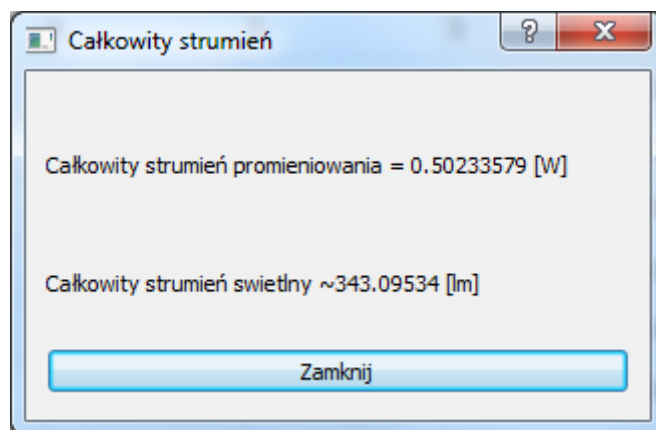 Całkowity strumień
Całkowity strumień promieniowania = 0.50233579 [W]
Całkowity strumień swietlny ~343.09534 [lm]
Zamknij